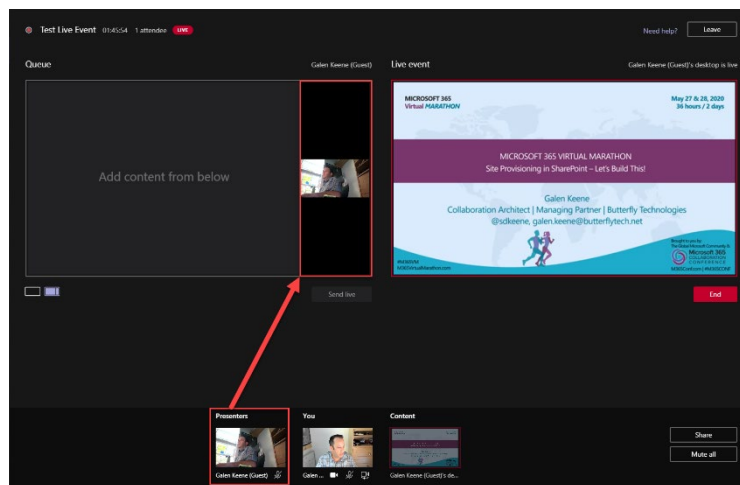 Test Live Event 01:45:54 1 attendee LIVE
Need help? Leave
Queue Galen Keene (Guest)
Live event Galen Keene (Guest)'s desktop is live
Add content from below
MICROSOFT 365
Virtual MARATHON
May 27 & 28, 2020
36 hours / 2 days
MICROSOFT 365 VIRTUAL MARATHON
Site Provisioning in SharePoint – Let's Build This!
Galen Keene
Collaboration Architect | Managing Partner | Butterfly Technologies
@sdkeene, galen.keene@butterflytech.net
Microsoft 365
COLLABORATION
CONFERENCE
Send live
End
Presenters
You
Content
Galen Keene (Guest)
Galen ...
Galen Keene (Guest)'s de...
Share
Mute all